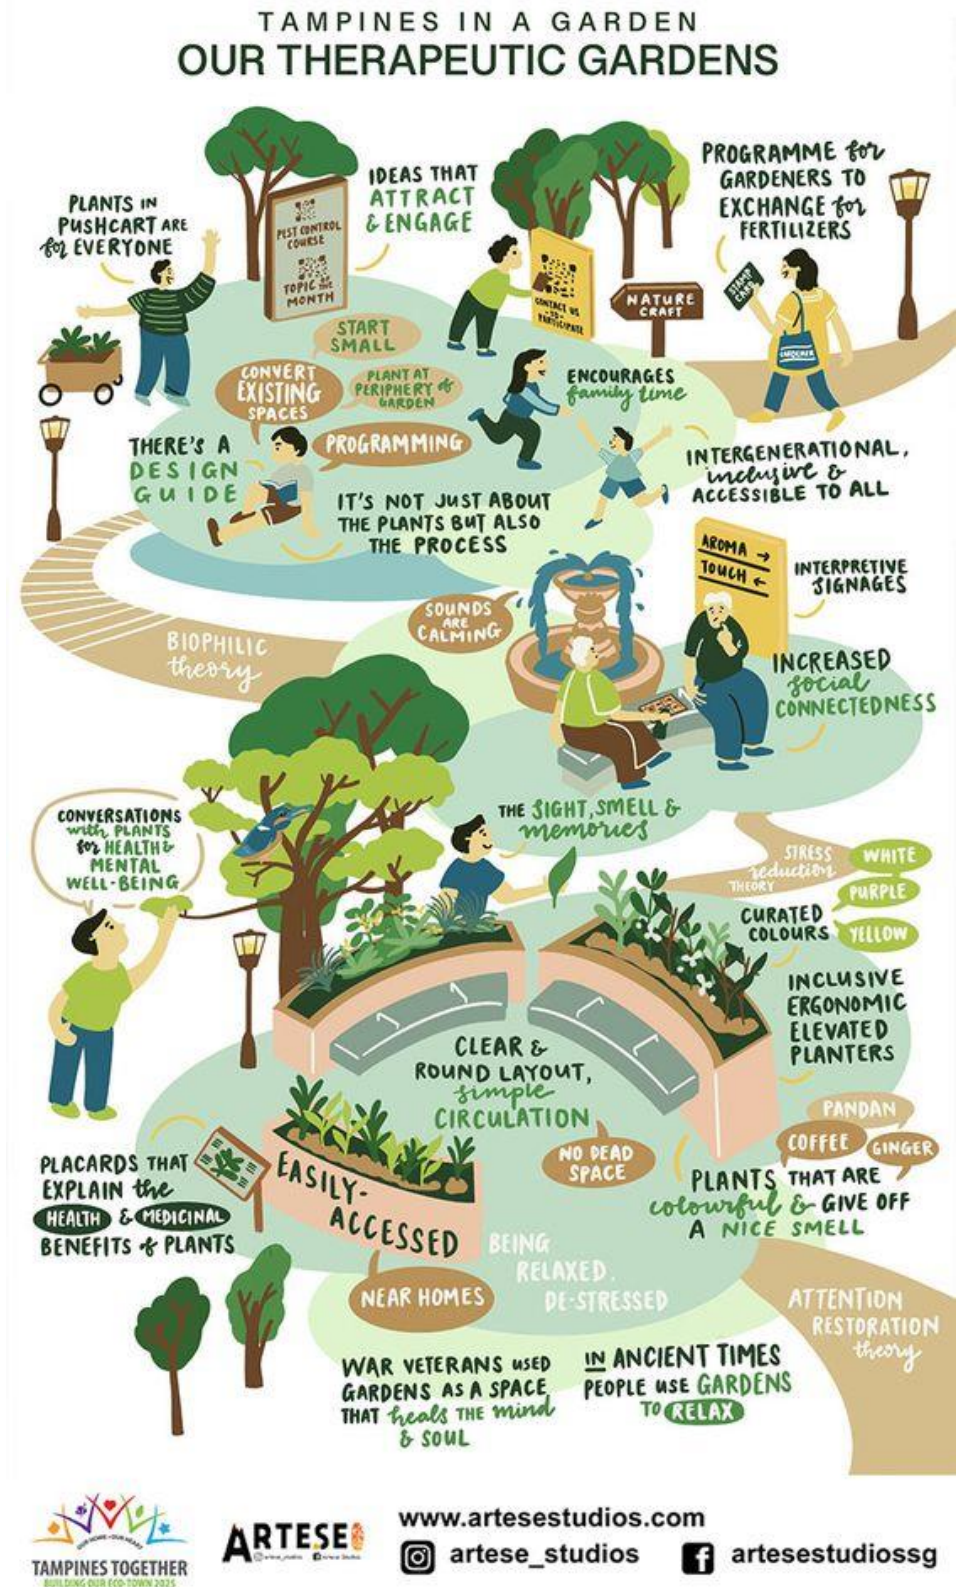 TAMPINES IN A GARDEN
OUR THERAPEUTIC GARDENS
PLANTS IN
PUSHCART ARE
for EVERYONE
PEST CONTROL
COURSE
TOPIC OF THE
MONTH
IDEAS THAT
ATTRACT
& ENGAGE
CONTACT US
-TO-
PARTICIPATE
NATURE
CRAFT
PROGRAMME for
GARDENERS TO
EXCHANGE for
FERTILIZERS
STAMP
CARD
GARDENER
START
SMALL
CONVERT
EXISTING
SPACES
PLANT AT
PERIPHERY of
GARDEN
PROGRAMMING
THERE'S A
DESIGN
GUIDE
IT'S NOT JUST ABOUT
THE PLANTS BUT ALSO
THE PROCESS
ENCOURAGES
family time
INTERGENERATIONAL,
inclusive &
ACCESSIBLE TO ALL
AROMA →
TOUCH ←
INTERPRETIVE
SIGNAGES
SOUNDS
ARE
CALMING
BIOPHILIC
theory
INCREASED
social
CONNECTEDNESS
CONVERSATIONS
with PLANTS
for HEALTH &
MENTAL
WELL-BEING
THE SIGHT, SMELL &
memories
STRESS
reduction
THEORY
WHITE
PURPLE
YELLOW
CURATED
COLOURS
INCLUSIVE
ERGONOMIC
ELEVATED
PLANTERS
CLEAR &
ROUND LAYOUT,
simple
CIRCULATION
NO DEAD
SPACE
PANDAN
COFFEE
GINGER
PLANTS THAT ARE
colourful & GIVE OFF
A NICE SMELL
PLACARDS THAT
EXPLAIN the
HEALTH & MEDICINAL
BENEFITS of PLANTS
EASILY-
ACCESSED
NEAR HOMES
BEING
RELAXED.
DE-STRESSED
ATTENTION
RESTORATION
theory
WAR VETERANS USED
GARDENS AS A SPACE
THAT heals THE mind
& SOUL
IN ANCIENT TIMES
PEOPLE USE GARDENS
TO RELAX
OUR HOME • OUR HEART
TAMPINES TOGETHER
BUILDING OUR ECO-TOWN 2025
ARTESE!
www.artesestudios.com
artese_studios
artesestudiossg